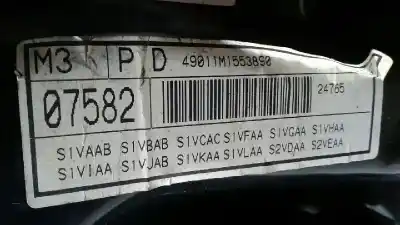 M3 P D 49011M1553890
07582 24765
S1VAAB S1VBAB S1VCAC S1VFAA S1VGAA S1VHAA
S1VIAA S1VJAB S1VKAA S1VLAA S2VDAA S2VEAA